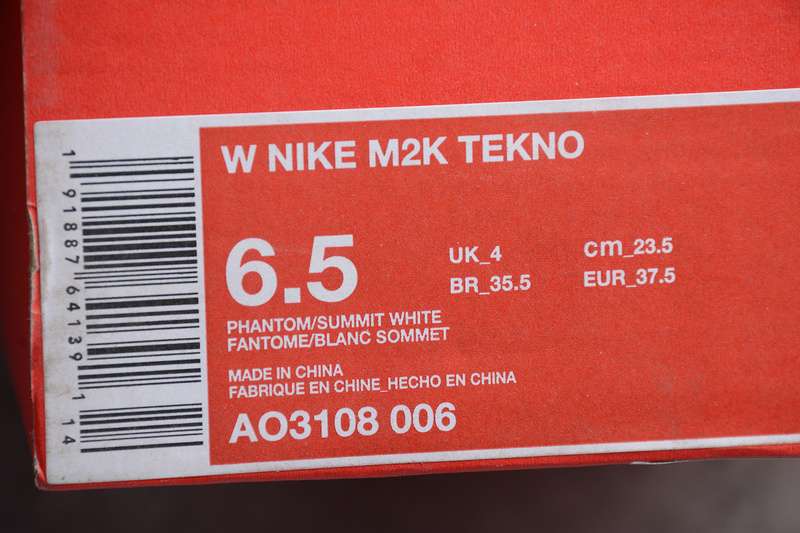 W NIKE M2K TEKNO
6.5
UK_4
cm_23.5
BR_35.5
EUR_37.5
PHANTOM/SUMMIT WHITE
FANTOME/BLANC SOMMET
MADE IN CHINA
FABRIQUE EN CHINE_HECHO EN CHINA
AO3108 006
1 91887 64139 1 14